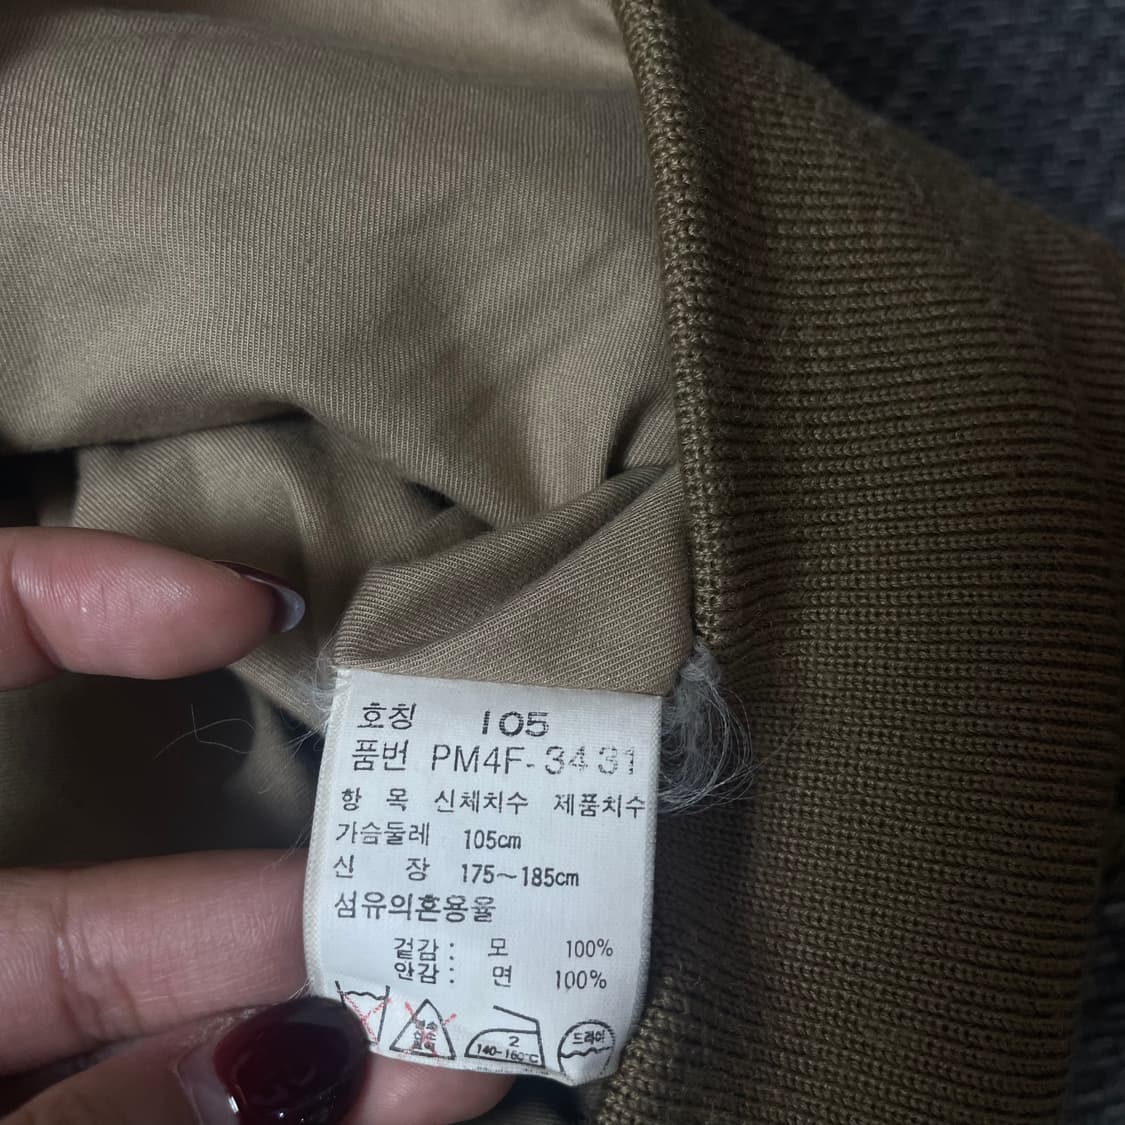 호칭 105
품번 PM4F-3431
항 목 신체치수 제품치수
가슴둘레 105cm
신 장 175~185cm
섬유의혼용율
겉감 : 모 100%
안감 : 면 100%
2
140-160°C
드라이